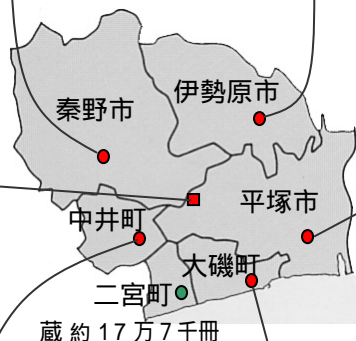 伊勢原市
秦野市
平塚市
中井町
大磯町
二宮町
蔵 約 17 万 7 千冊